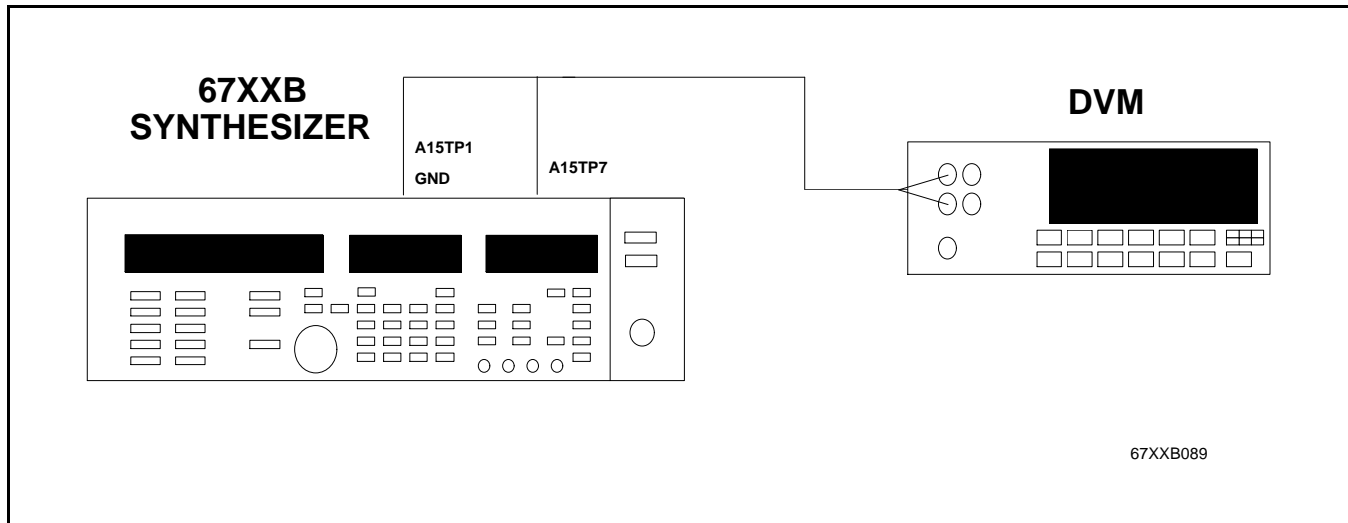 67XXB
SYNTHESIZER
DVM
A15TP1
GND
A15TP7
67XXB089